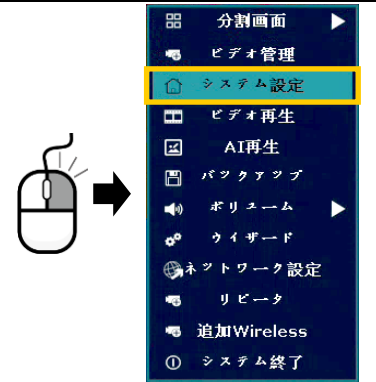 分割画面
ビデオ管理
システム設定
ビデオ再生
AI再生
バックアップ
ボリューム
ウイザード
ネットワーク設定
リピータ
追加Wireless
システム終了